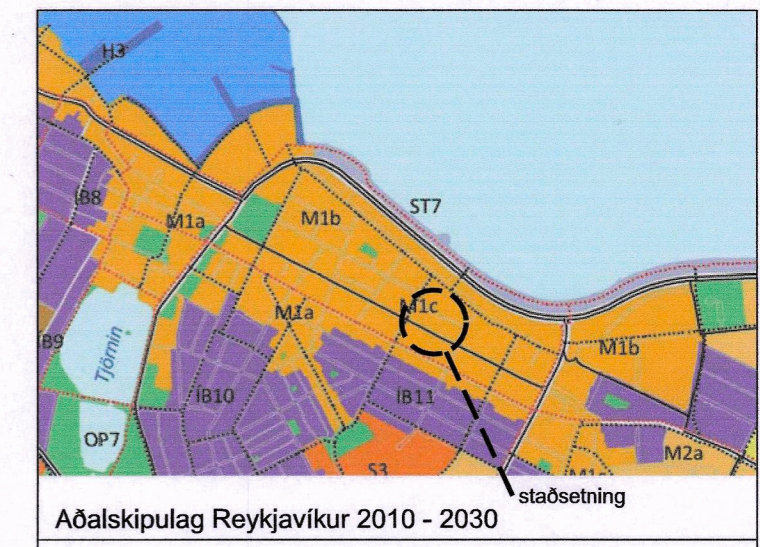 H3
ÍB8
M1a
M1b
ST7
M1c
M1a
M1b
B9
Tjörnin
ÍB10
ÍB11
OP7
S3
M2a
staðsetning
Aðalskipulag Reykjavíkur 2010 - 2030